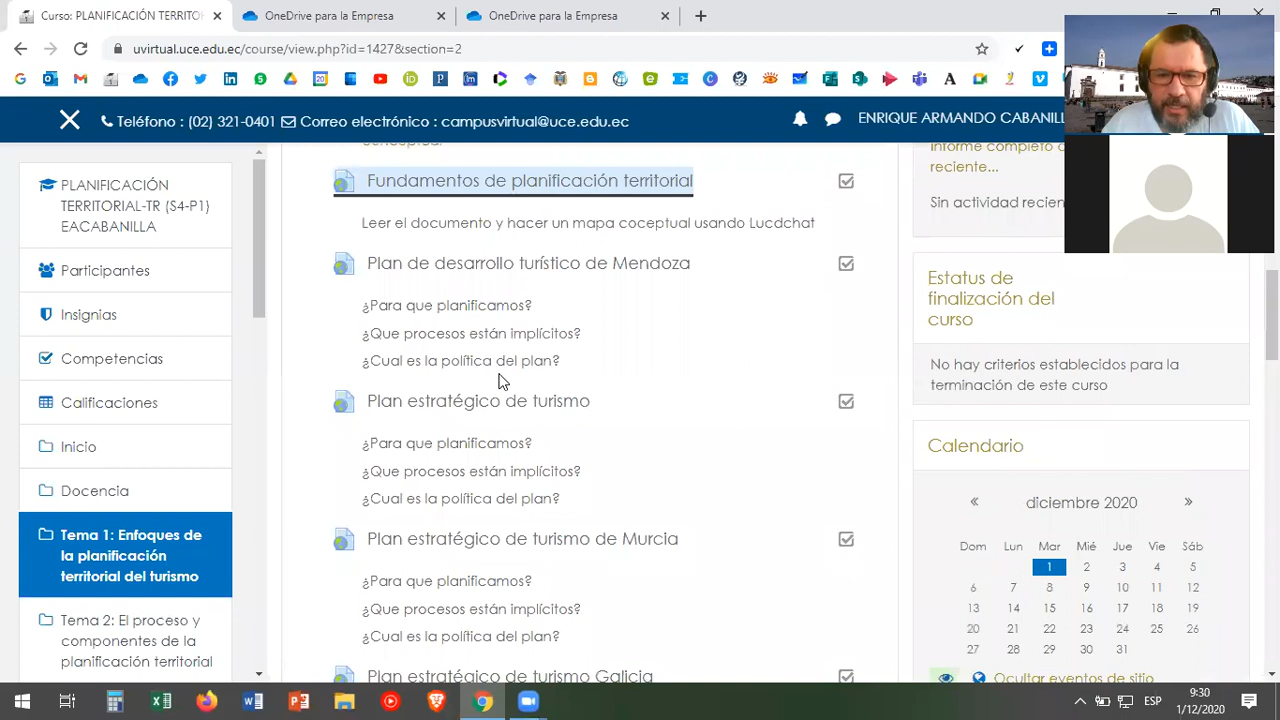 Curso: PLANIFICACIÓN TERRITOR
OneDrive para la Empresa
OneDrive para la Empresa
uvirtual.uce.edu.ec/course/view.php?id=1427&section=2
Teléfono : (02) 321-0401
Correo electrónico : campusvirtual@uce.edu.ec
ENRIQUE ARMANDO CABANILL
PLANIFICACIÓN
TERRITORIAL-TR (S4-P1)
EACABANILLA
Participantes
Insignias
Competencias
Calificaciones
Inicio
Docencia
Tema 1: Enfoques de
la planificación
territorial del turismo
Tema 2: El proceso y
componentes de la
planificación territorial
conceptual
Fundamentos de planificación territorial
Leer el documento y hacer un mapa coceptual usando Lucdchat
Plan de desarrollo turístico de Mendoza
¿Para que planificamos?
¿Que procesos están implícitos?
¿Cual es la política del plan?
Plan estratégico de turismo
¿Para que planificamos?
¿Que procesos están implícitos?
¿Cual es la política del plan?
Plan estratégico de turismo de Murcia
¿Para que planificamos?
¿Que procesos están implícitos?
¿Cual es la política del plan?
Plan estratégico de turismo Galicia
Informe completo
reciente...
Sin actividad recien
Estatus de
finalización del
curso
No hay criterios establecidos para la
terminación de este curso
Calendario
« diciembre 2020 »
Dom Lun Mar Mié Jue Vie Sáb
1 2 3 4 5
6 7 8 9 10 11 12
13 14 15 16 17 18 19
20 21 22 23 24 25 26
27 28 29 30 31
Ocultar eventos de sitio
ESP
9:30
1/12/2020